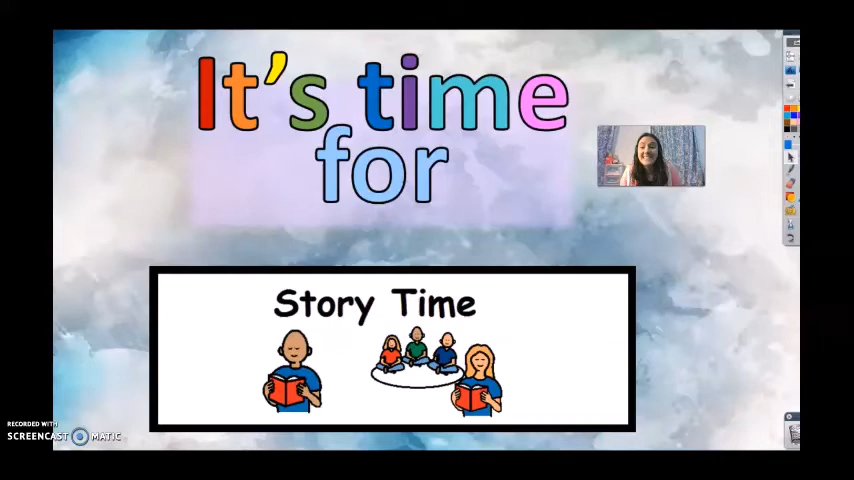 It's time
for
Story Time
RECORDED WITH
SCREENCAST MATIC